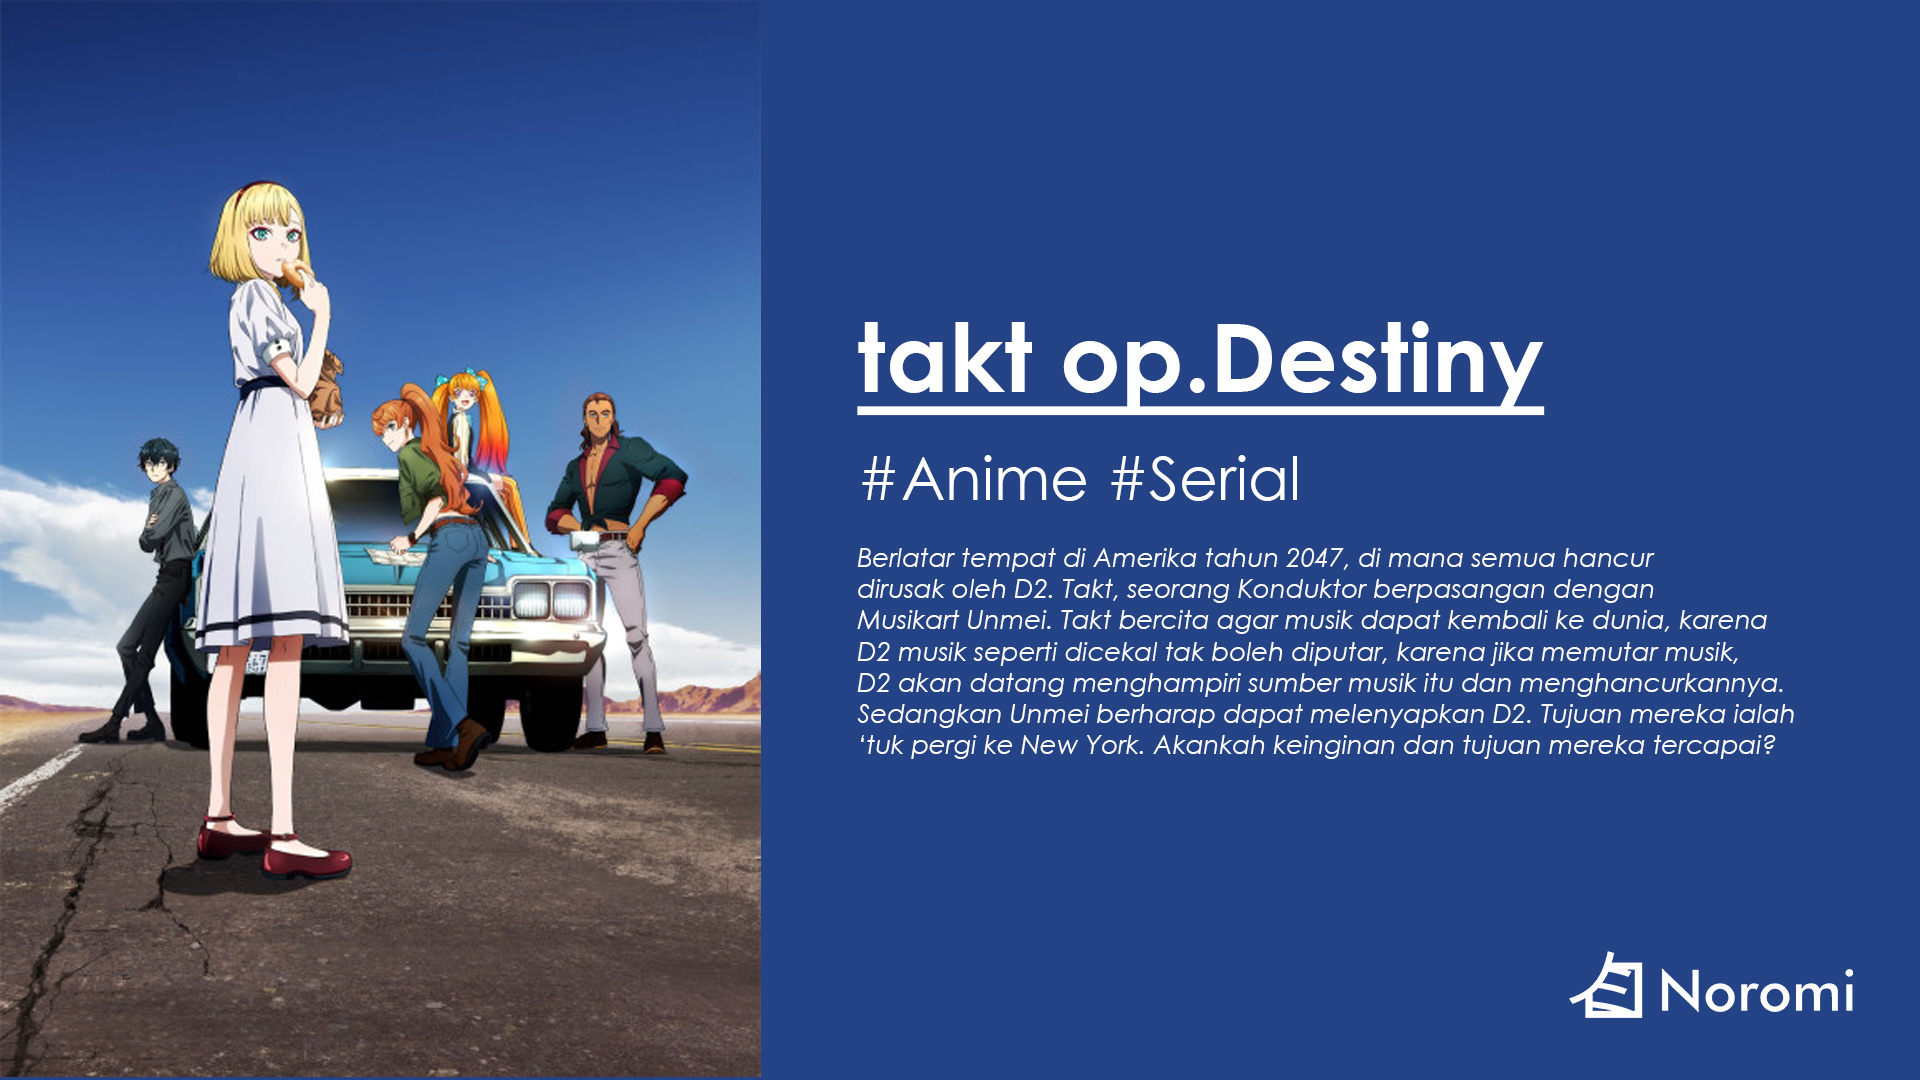 takt op.Destiny
#Anime #Serial
Berlatar tempat di Amerika tahun 2047, di mana semua hancur
dirusak oleh D2. Takt, seorang Konduktor berpasangan dengan
Musikart Unmei. Takt bercita agar musik dapat kembali ke dunia, karena
D2 musik seperti dicekal tak boleh diputar, karena jika memutar musik,
D2 akan datang menghampiri sumber musik itu dan menghancurkannya.
Sedangkan Unmei berharap dapat melenyapkan D2. Tujuan mereka ialah
‘tuk pergi ke New York. Akankah keinginan dan tujuan mereka tercapai?
Noromi